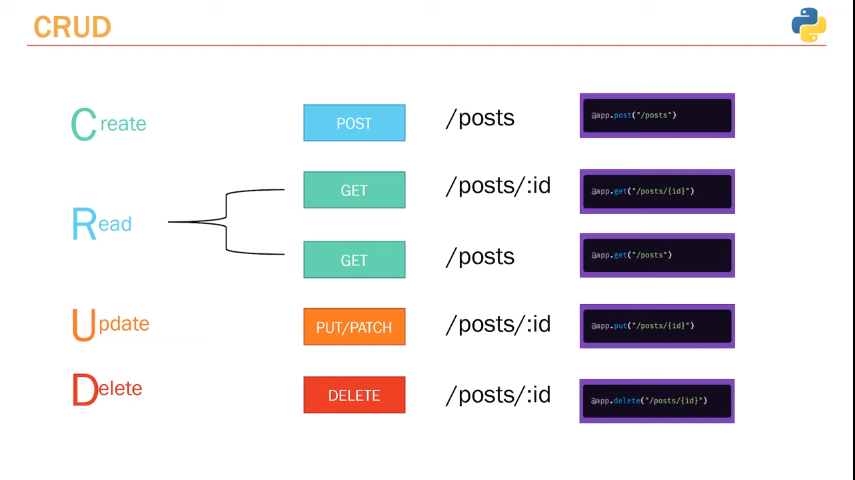 CRUD
Create POST /posts @app.post("/posts")
GET /posts/:id @app.get("/posts/{id}")
Read
GET /posts @app.get("/posts")
Update PUT/PATCH /posts/:id @app.put("/posts/{id}")
Delete DELETE /posts/:id @app.delete("/posts/{id}")